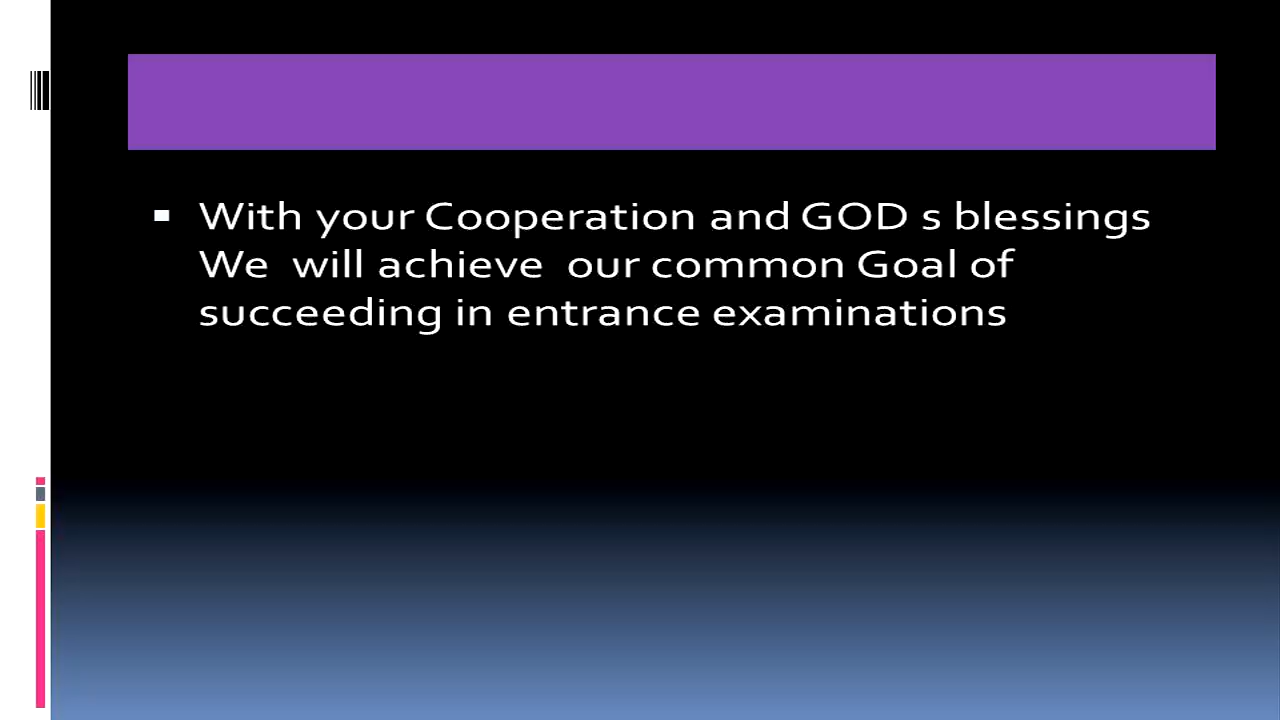 With your Cooperation and GOD s blessings
We will achieve our common Goal of
succeeding in entrance examinations